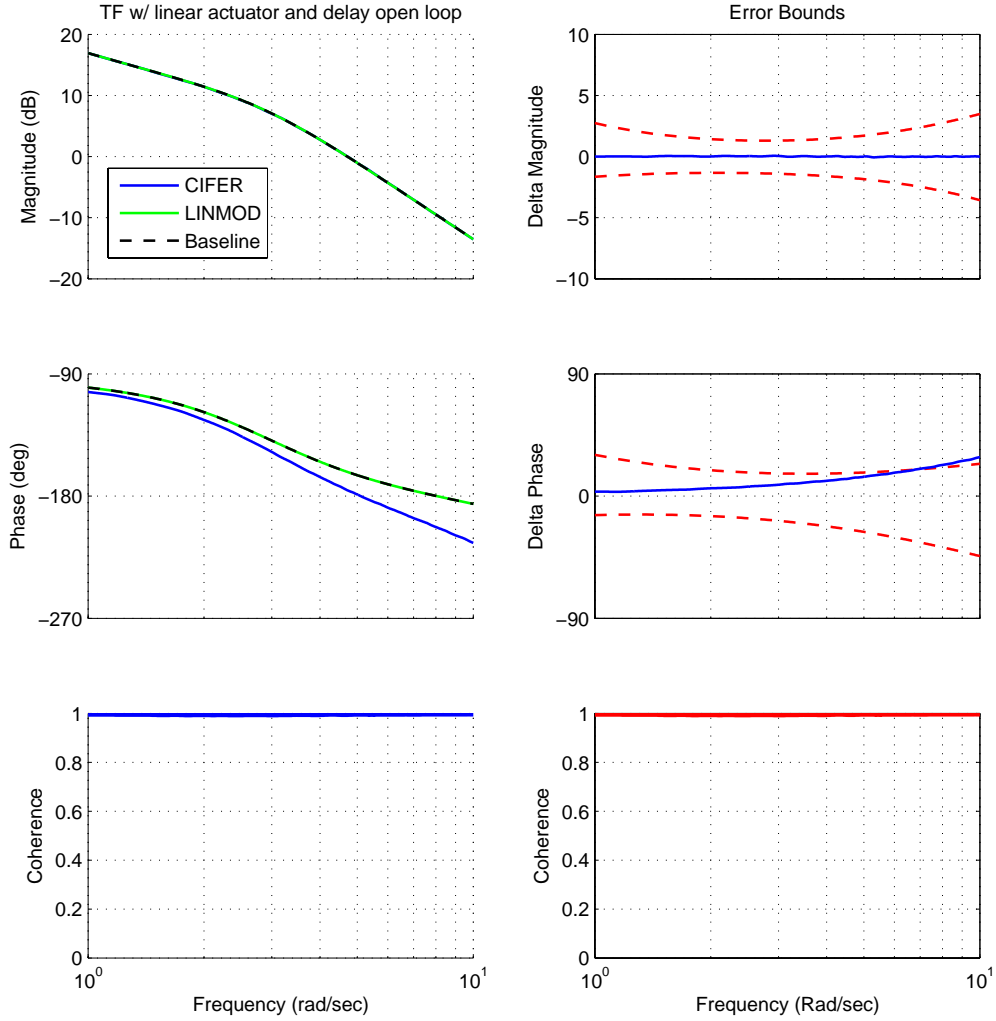 TF w/ linear actuator and delay open loop
20
10
0
−10
−20
Magnitude (dB)
CIFER
LINMOD
Baseline
Error Bounds
10
5
0
−5
−10
Delta Magnitude
−90
−180
−270
Phase (deg)
90
0
−90
Delta Phase
1
0.8
0.6
0.4
0.2
0
Coherence
10^0
10^1
Frequency (rad/sec)
1
0.8
0.6
0.4
0.2
0
Coherence
10^0
10^1
Frequency (Rad/sec)